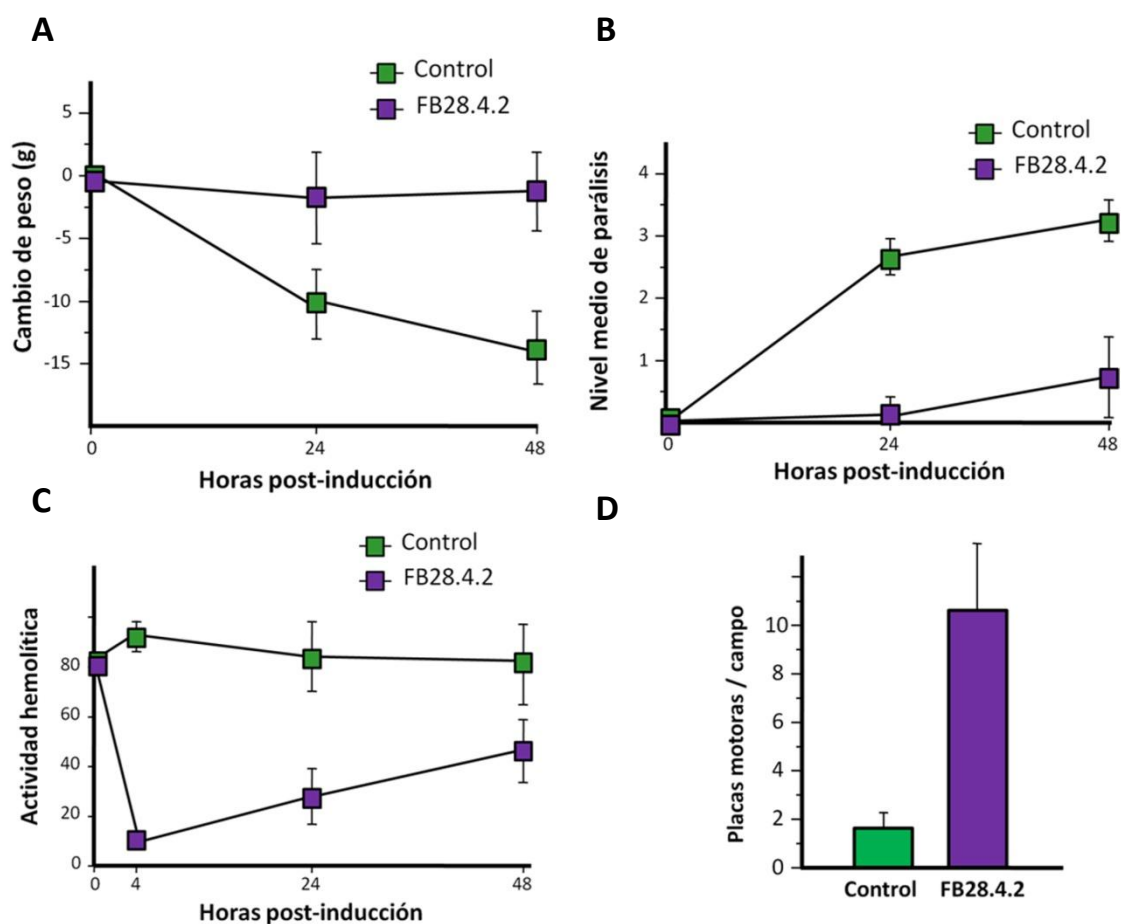 A
Control
FB28.4.2
Cambio de peso (g)
5
0
-5
-10
-15
0
24
48
Horas post-inducción
B
Control
FB28.4.2
Nivel medio de parálisis
4
3
2
1
0
24
48
Horas post-inducción
C
Control
FB28.4.2
Actividad hemolítica
80
60
40
20
0
0
4
24
48
Horas post-inducción
D
Placas motoras / campo
10
8
6
4
2
0
Control
FB28.4.2